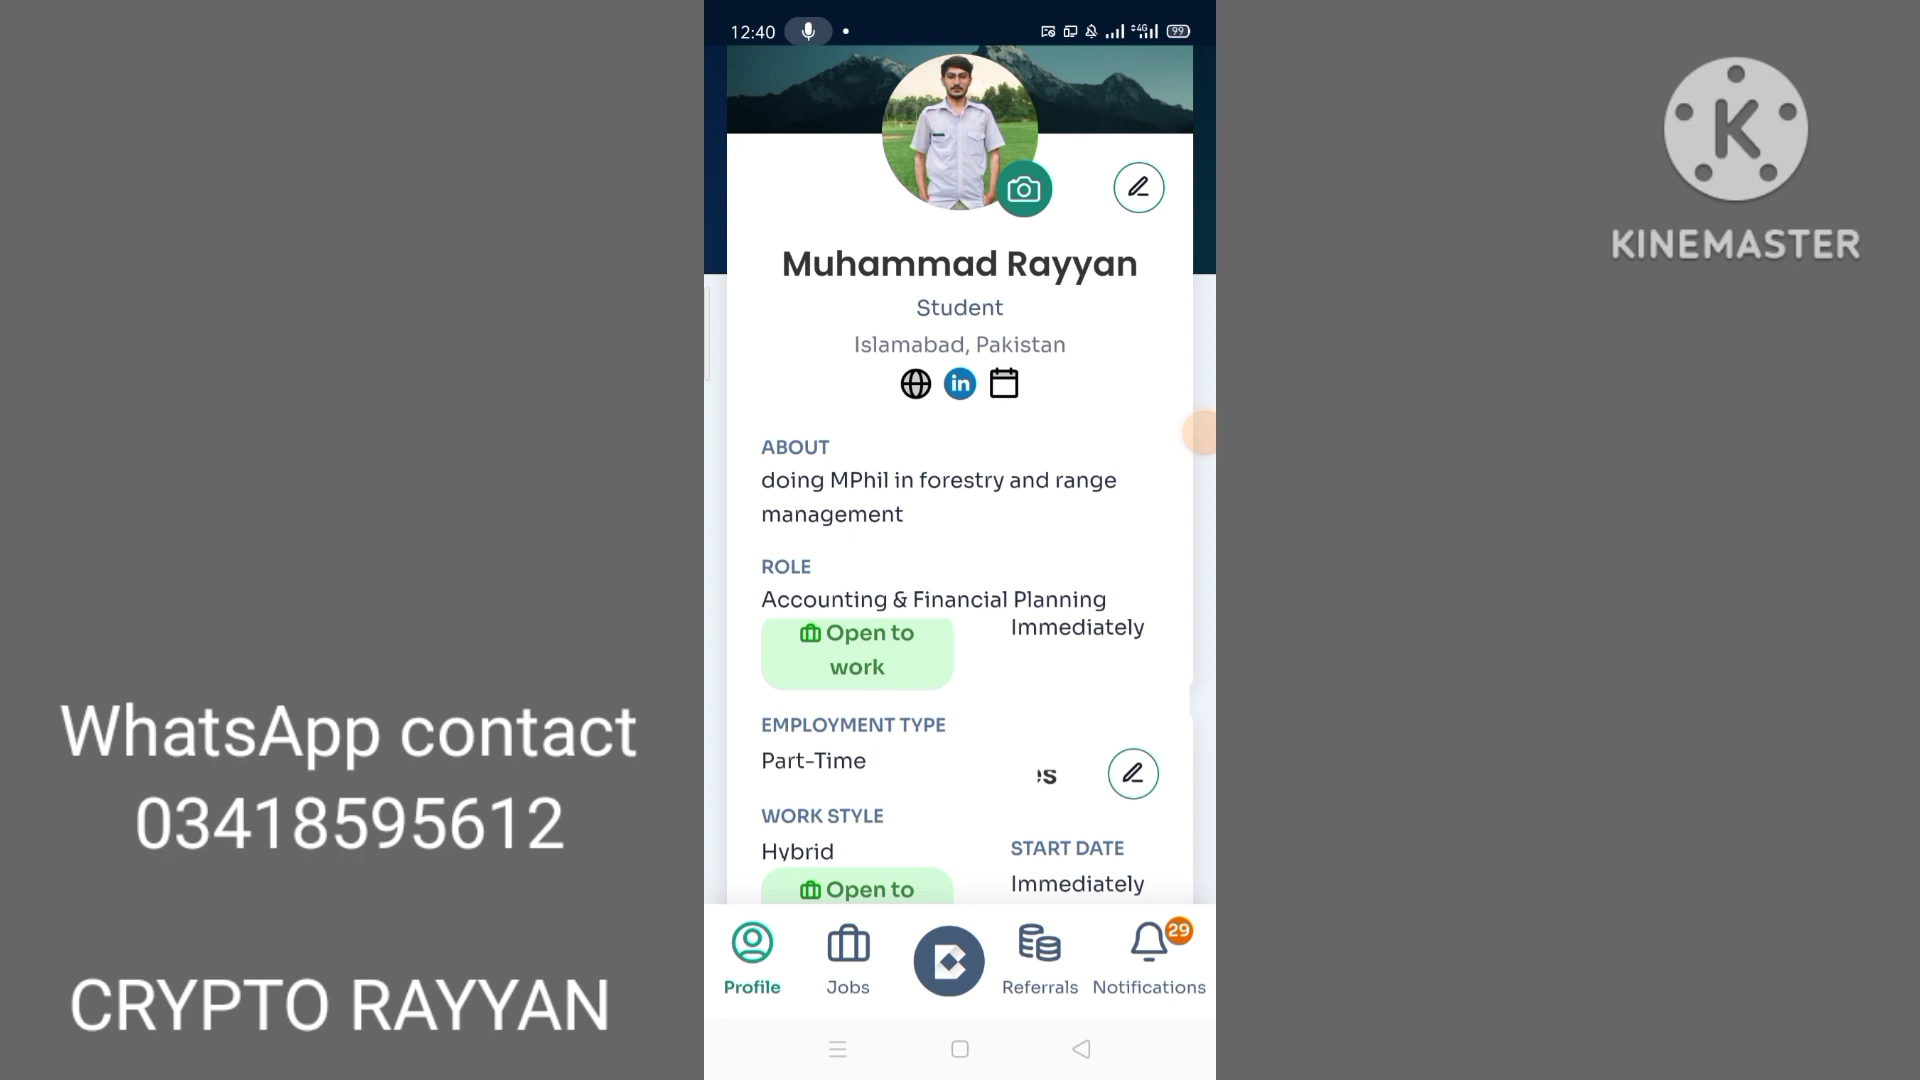 12:40
4G
99
K
KINEMASTER
Muhammad Rayyan
Student
Islamabad, Pakistan
in
ABOUT
doing MPhil in forestry and range
management
ROLE
Accounting & Financial Planning
Open to
work
Immediately
EMPLOYMENT TYPE
Part-Time
WORK STYLE
Hybrid
START DATE
Immediately
Open to
29
Profile
Jobs
Referrals
Notifications
WhatsApp contact
03418595612
CRYPTO RAYYAN